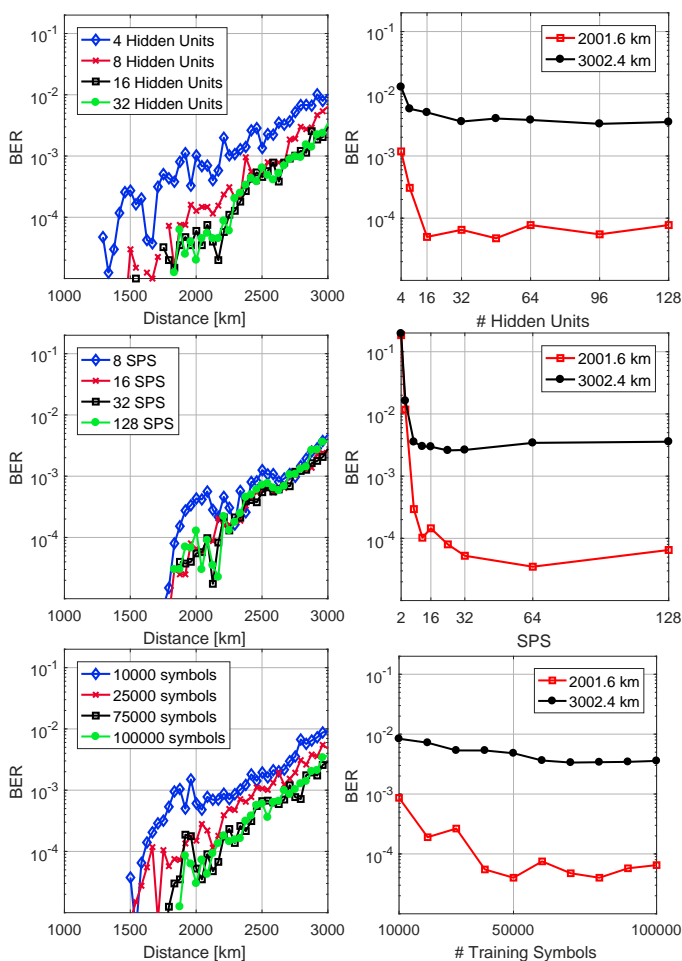 10^-1
10^-2
10^-3
10^-4
BER
4 Hidden Units
8 Hidden Units
16 Hidden Units
32 Hidden Units
1000 1500 2000 2500 3000
Distance [km]
10^-1
10^-2
10^-3
10^-4
BER
2001.6 km
3002.4 km
4 16 32 64 96 128
# Hidden Units
10^-1
10^-2
10^-3
10^-4
BER
8 SPS
16 SPS
32 SPS
128 SPS
1000 1500 2000 2500 3000
Distance [km]
10^-1
10^-2
10^-3
10^-4
BER
2001.6 km
3002.4 km
2 16 32 64 128
SPS
10^-1
10^-2
10^-3
10^-4
BER
10000 symbols
25000 symbols
75000 symbols
100000 symbols
1000 1500 2000 2500 3000
Distance [km]
10^-1
10^-2
10^-3
10^-4
BER
2001.6 km
3002.4 km
10000 50000 100000
# Training Symbols